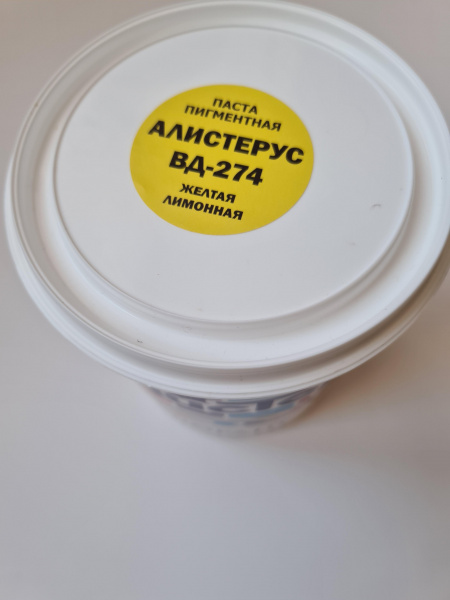 ПАСТА
ПИГМЕНТНАЯ
АЛИСТЕРУС
ВД-274
ЖЕЛТАЯ
ЛИМОННАЯ